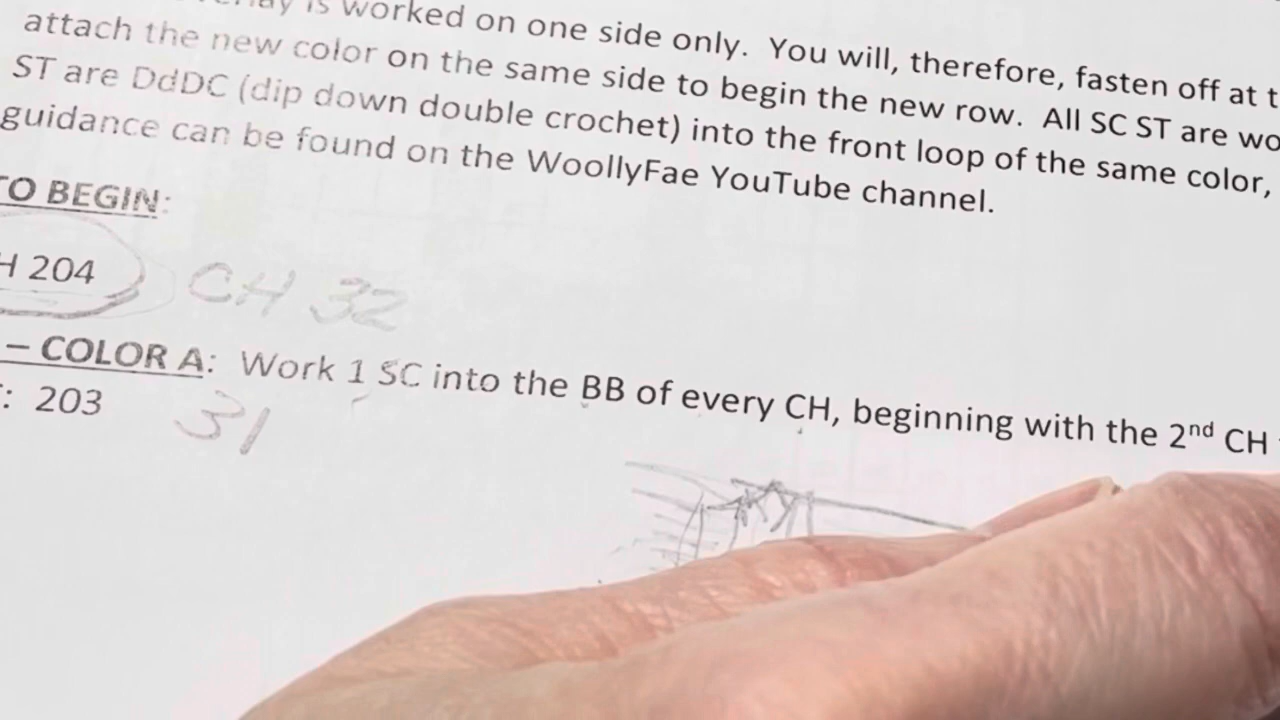 is worked on one side only. You will, therefore, fasten off at t
attach the new color on the same side to begin the new row. All SC ST are wo
ST are DdDC (dip down double crochet) into the front loop of the same color,
guidance can be found on the WoollyFae YouTube channel.
TO BEGIN:
H 204 CH 32
– COLOR A: Work 1 SC into the BB of every CH, beginning with the 2nd CH
: 203 31